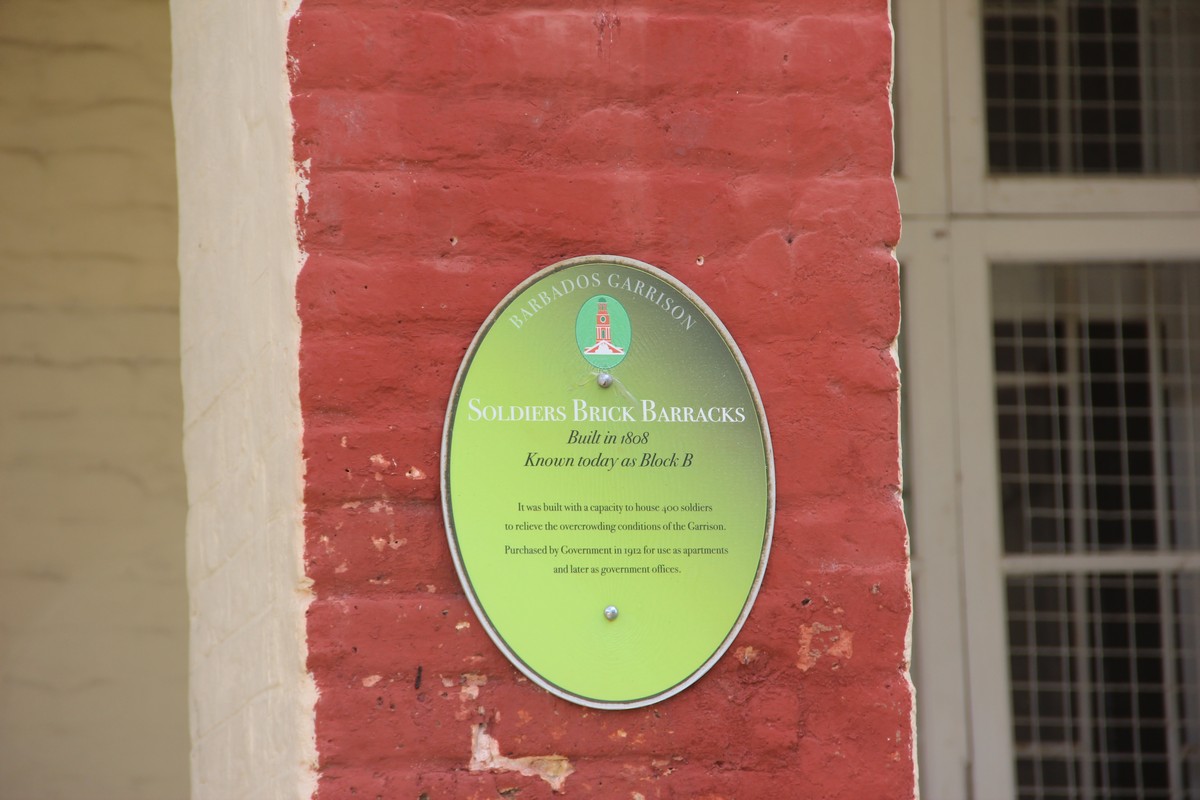 BARBADOS GARRISON
SOLDIERS BRICK BARRACKS
Built in 1808
Known today as Block B
It was built with a capacity to house 400 soldiers
to relieve the overcrowding conditions of the Garrison.
Purchased by Government in 1912 for use as apartments
and later as government offices.